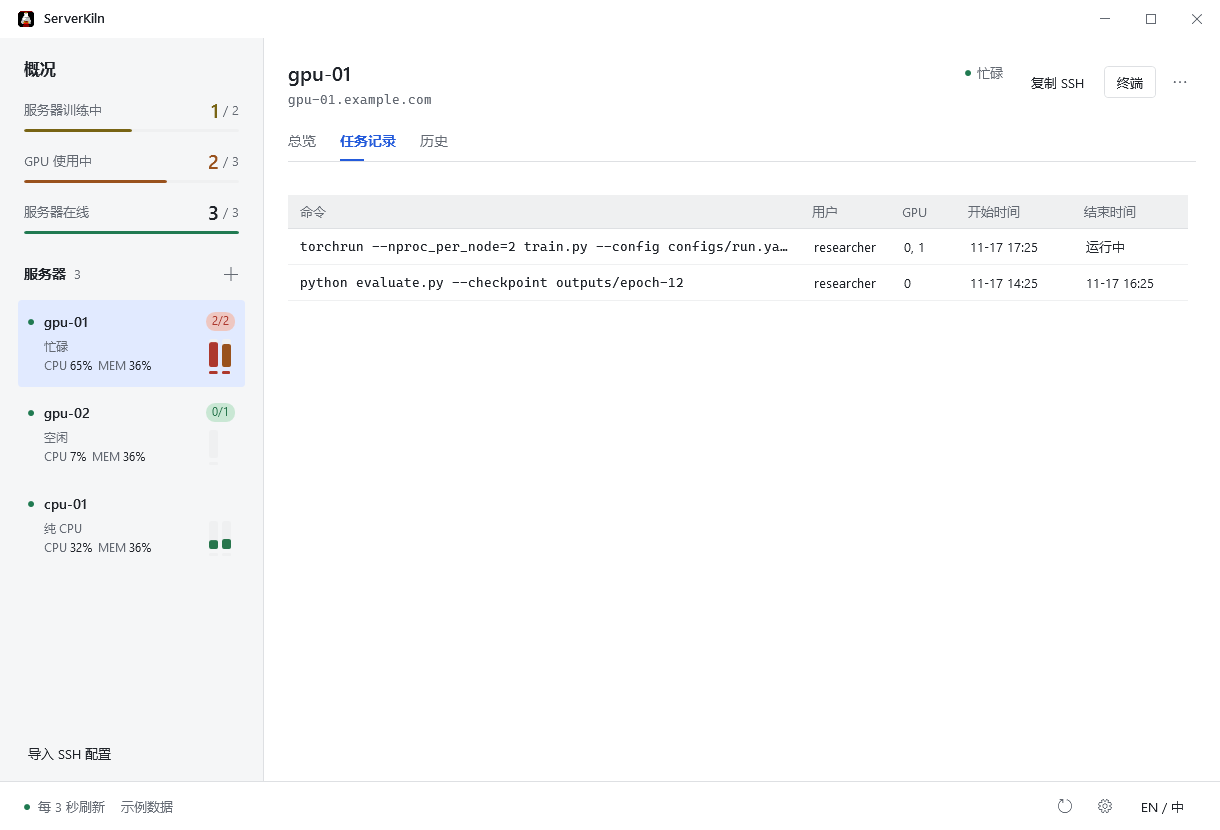 ServerKiln
概况
服务器训练中 1 / 2
GPU 使用中 2 / 3
服务器在线 3 / 3
服务器 3
gpu-01 2/2
忙碌
CPU 65% MEM 36%
gpu-02 0/1
空闲
CPU 7% MEM 36%
cpu-01
纯 CPU
CPU 32% MEM 36%
导入 SSH 配置
gpu-01
gpu-01.example.com
忙碌 复制 SSH 终端 ...
总览 任务记录 历史
命令 用户 GPU 开始时间 结束时间
torchrun --nproc_per_node=2 train.py --config configs/run.ya… researcher 0, 1 11-17 17:25 运行中
python evaluate.py --checkpoint outputs/epoch-12 researcher 0 11-17 14:25 11-17 16:25
每 3 秒刷新 示例数据 EN / 中